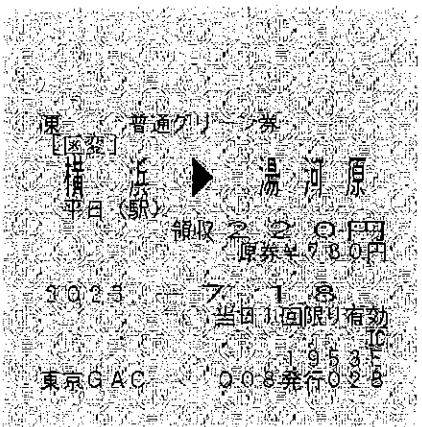 東 普通グリーン券
[区変]
横浜 ▶ 湯河原
平日(駅)
領収 220円
原券¥780円
2023.-7.18
当日1回限り有効
IC
東京GAC 008発行028